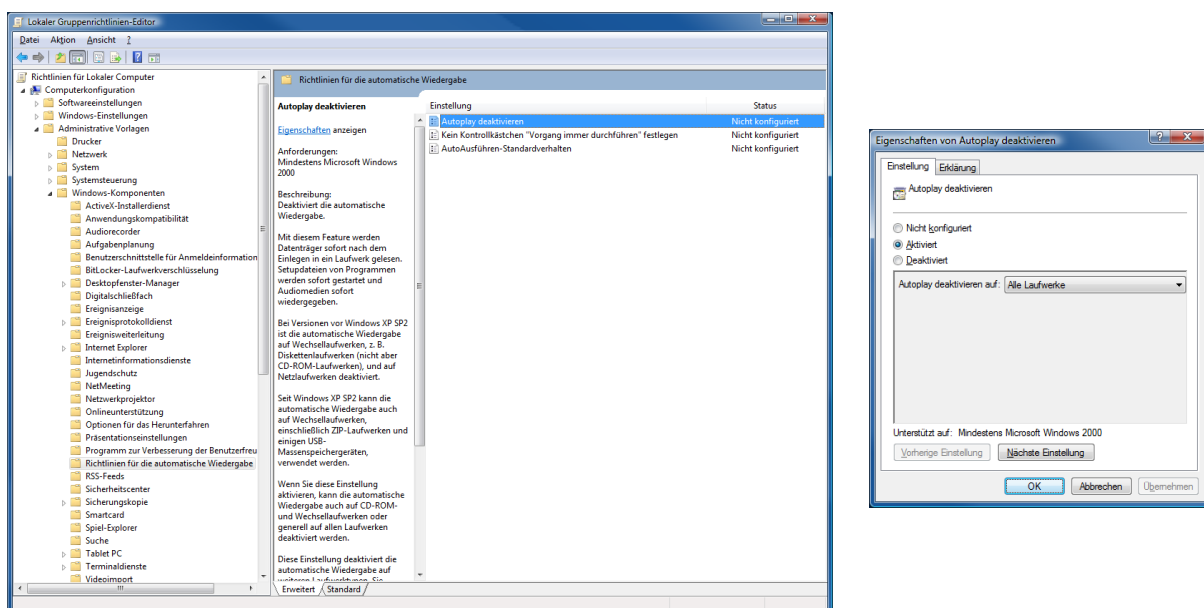 Lokaler Gruppenrichtlinien-Editor
Datei Aktion Ansicht ?
Richtlinien für Lokaler Computer
Computerkonfiguration
Softwareeinstellungen
Windows-Einstellungen
Administrative Vorlagen
Drucker
Netzwerk
System
Systemsteuerung
Windows-Komponenten
ActiveX-Installerdienst
Anwendungskompatibilität
Audiorecorder
Aufgabenplanung
Benutzerschnittstelle für Anmeldeinformation
BitLocker-Laufwerkverschlüsselung
Desktopfenster-Manager
Digitalschließfach
Ereignisanzeige
Ereignisprotokolldienst
Ereignisweiterleitung
Internet Explorer
Internetinformationsdienste
Jugendschutz
NetMeeting
Netzwerkprojektor
Onlineunterstützung
Optionen für das Herunterfahren
Präsentationseinstellungen
Programm zur Verbesserung der Benutzerfreu
Richtlinien für die automatische Wiedergabe
RSS-Feeds
Sicherheitscenter
Sicherungskopie
Smartcard
Spiel-Explorer
Suche
Tablet PC
Terminaldienste
Videoimport
Richtlinien für die automatische Wiedergabe
Autoplay deaktivieren
Eigenschaften anzeigen
Anforderungen:
Mindestens Microsoft Windows
2000
Beschreibung:
Deaktiviert die automatische
Wiedergabe.
Mit diesem Feature werden
Datenträger sofort nach dem
Einlegen in ein Laufwerk gelesen.
Setupdateien von Programmen
werden sofort gestartet und
Audiomedien sofort
wiedergegeben.
Bei Versionen vor Windows XP SP2
ist die automatische Wiedergabe
auf Wechsellaufwerken, z. B.
Diskettenlaufwerken (nicht aber
CD-ROM-Laufwerken), und auf
Netzlaufwerken deaktiviert.
Seit Windows XP SP2 kann die
automatische Wiedergabe auch
auf Wechsellaufwerken,
einschließlich ZIP-Laufwerken und
einigen USB-
Massenspeichergeräten,
verwendet werden.
Wenn Sie diese Einstellung
aktivieren, kann die automatische
Wiedergabe auch auf CD-ROM-
und Wechsellaufwerken oder
generell auf allen Laufwerken
deaktiviert werden.
Diese Einstellung deaktiviert die
automatische Wiedergabe auf
weiteren Laufwerktypen. Sie
Einstellung Status
Autoplay deaktivieren Nicht konfiguriert
Kein Kontrollkästchen "Vorgang immer durchführen" festlegen Nicht konfiguriert
AutoAusführen-Standardverhalten Nicht konfiguriert
Erweitert Standard
Eigenschaften von Autoplay deaktivieren
Einstellung Erklärung
Autoplay deaktivieren
Nicht konfiguriert
Aktiviert
Deaktiviert
Autoplay deaktivieren auf: Alle Laufwerke
Unterstützt auf: Mindestens Microsoft Windows 2000
Vorherige Einstellung Nächste Einstellung
OK Abbrechen Übernehmen